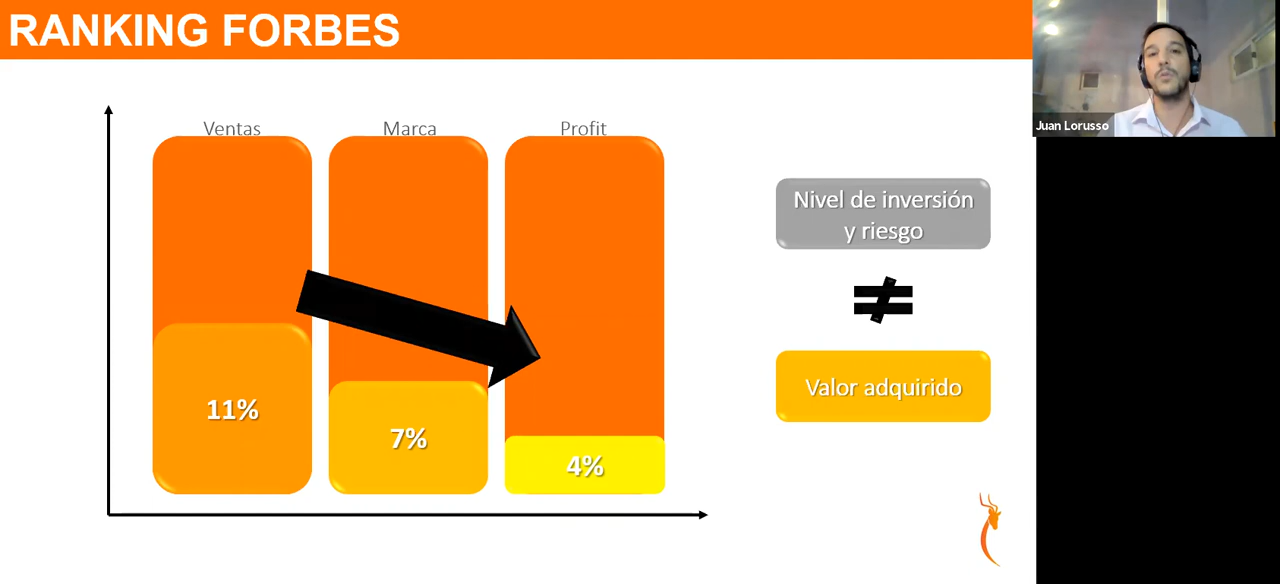 RANKING FORBES
Juan Lorusso
Ventas
Marca
Profit
11%
7%
4%
Nivel de inversión
y riesgo
≠
Valor adquirido